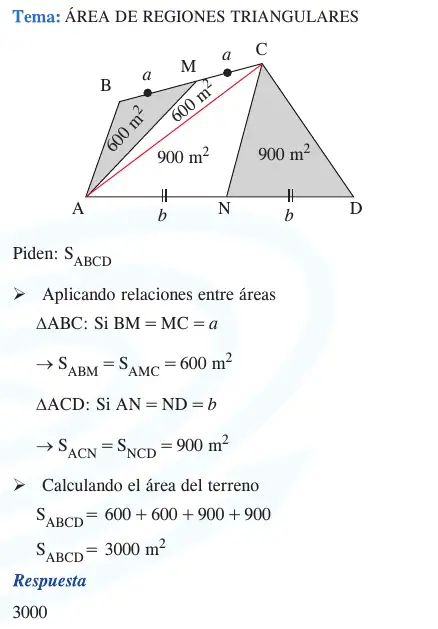 Tema: ÁREA DE REGIONES TRIANGULARES
C
a
M
a
B
600 m²
600 m²
900 m²
900 m²
A
b
N
b
D
Piden: S_ABCD
➢ Aplicando relaciones entre áreas
ΔABC: Si BM = MC = a
→ S_ABM = S_AMC = 600 m²
ΔACD: Si AN = ND = b
→ S_ACN = S_NCD = 900 m²
➢ Calculando el área del terreno
S_ABCD = 600 + 600 + 900 + 900
S_ABCD = 3000 m²
Respuesta
3000